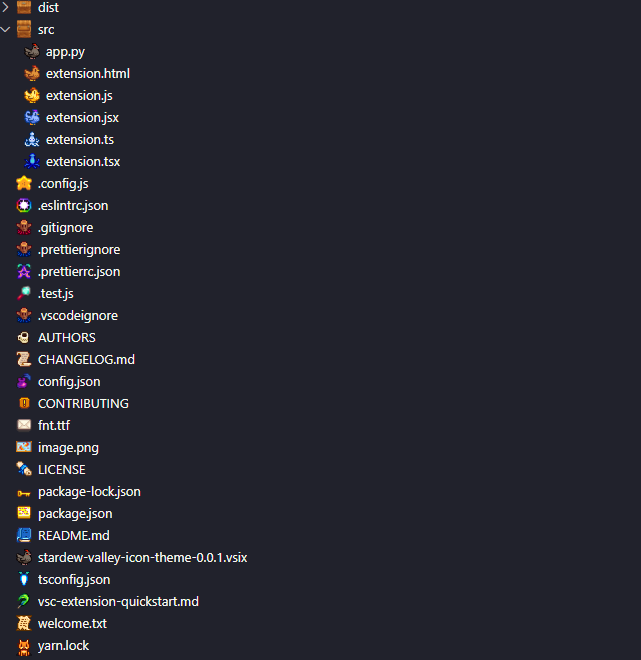 dist
src
app.py
extension.html
extension.js
extension.jsx
extension.ts
extension.tsx
.config.js
.eslintrc.json
.gitignore
.prettierignore
.prettierrc.json
.test.js
.vscodeignore
AUTHORS
CHANGELOG.md
config.json
CONTRIBUTING
fnt.ttf
image.png
LICENSE
package-lock.json
package.json
README.md
stardew-valley-icon-theme-0.0.1.vsix
tsconfig.json
vsc-extension-quickstart.md
welcome.txt
yarn.lock